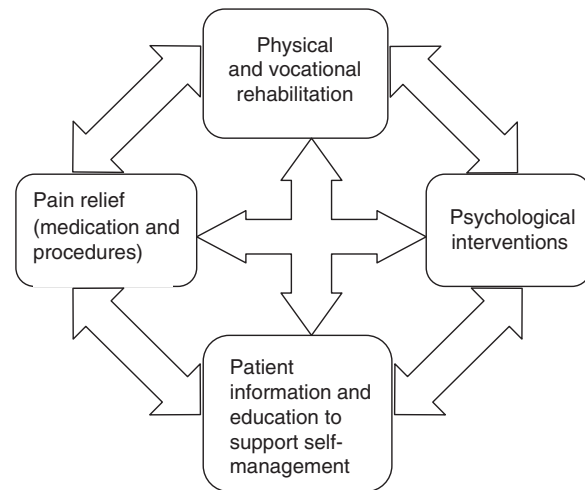 Physical
and vocational
rehabilitation
Pain relief
(medication and
procedures)
Psychological
interventions
Patient
information and
education to
support self-
management